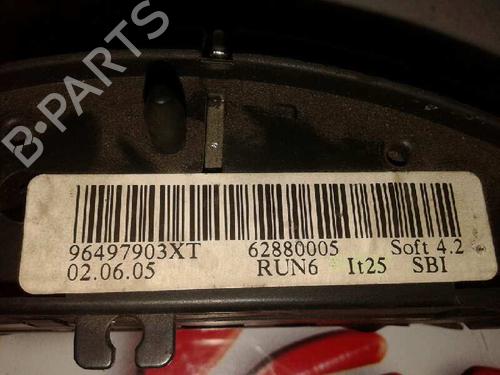 B-PARTS
96497903XT 62880005 Soft 4.2
02.06.05 RUN6 It25 SBI